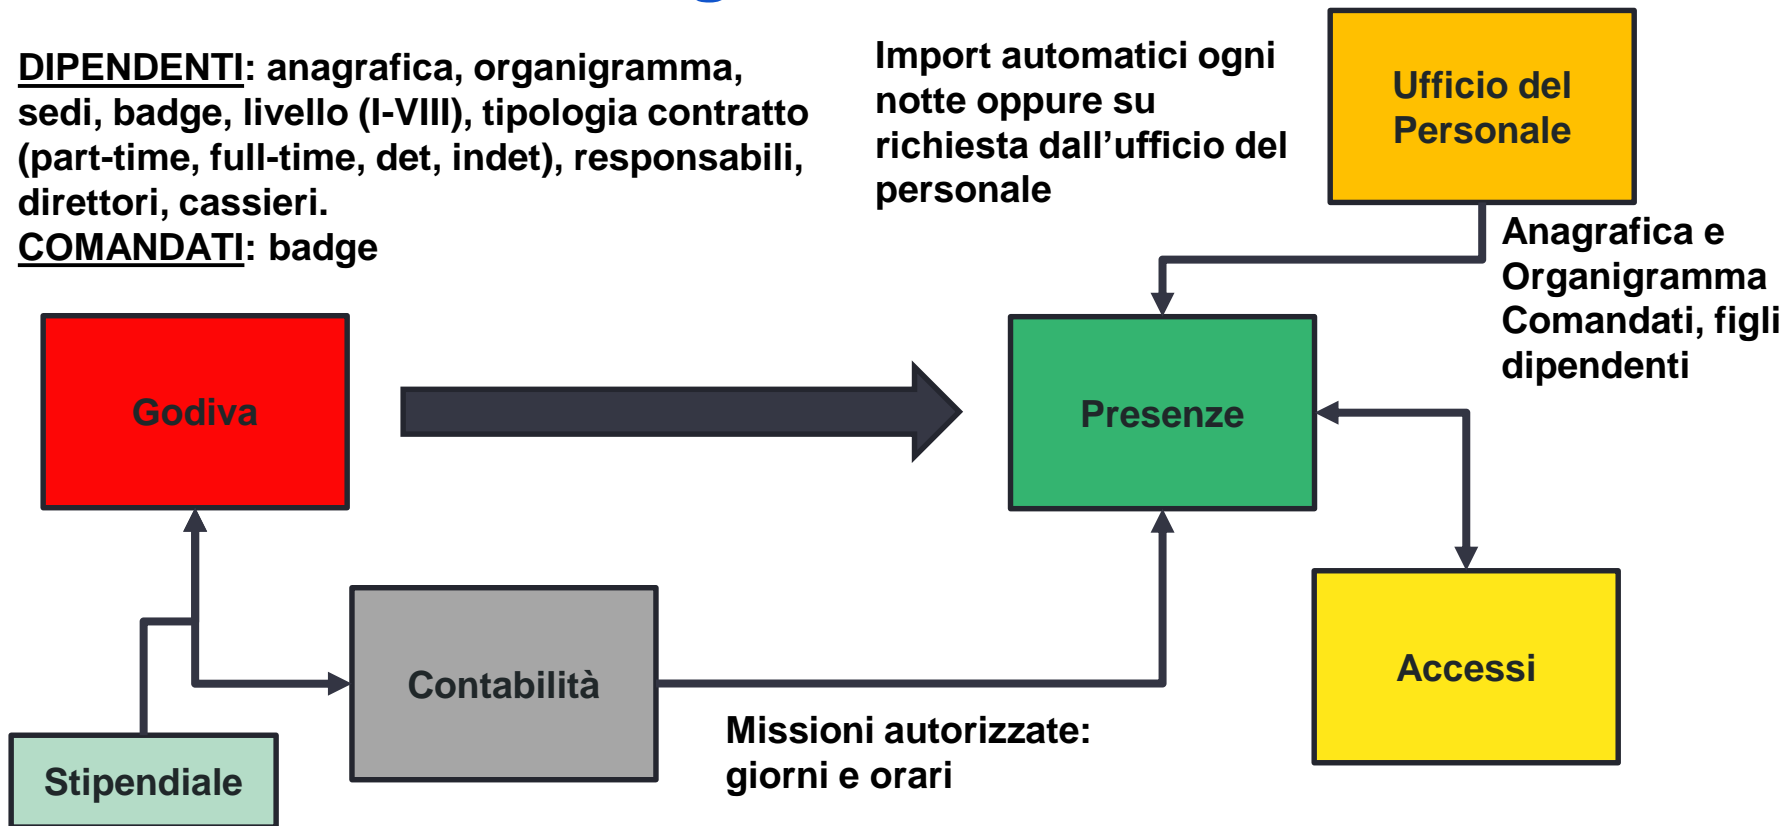 DIPENDENTI: anagrafica, organigramma,
sedi, badge, livello (I-VIII), tipologia contratto
(part-time, full-time, det, indet), responsabili,
direttori, cassieri.
COMANDATI: badge
Import automatici ogni
notte oppure su
richiesta dall’ufficio del
personale
Ufficio del
Personale
Anagrafica e
Organigramma
Comandati, figli
dipendenti
Godiva
Presenze
Contabilità
Accessi
Missioni autorizzate:
giorni e orari
Stipendiale